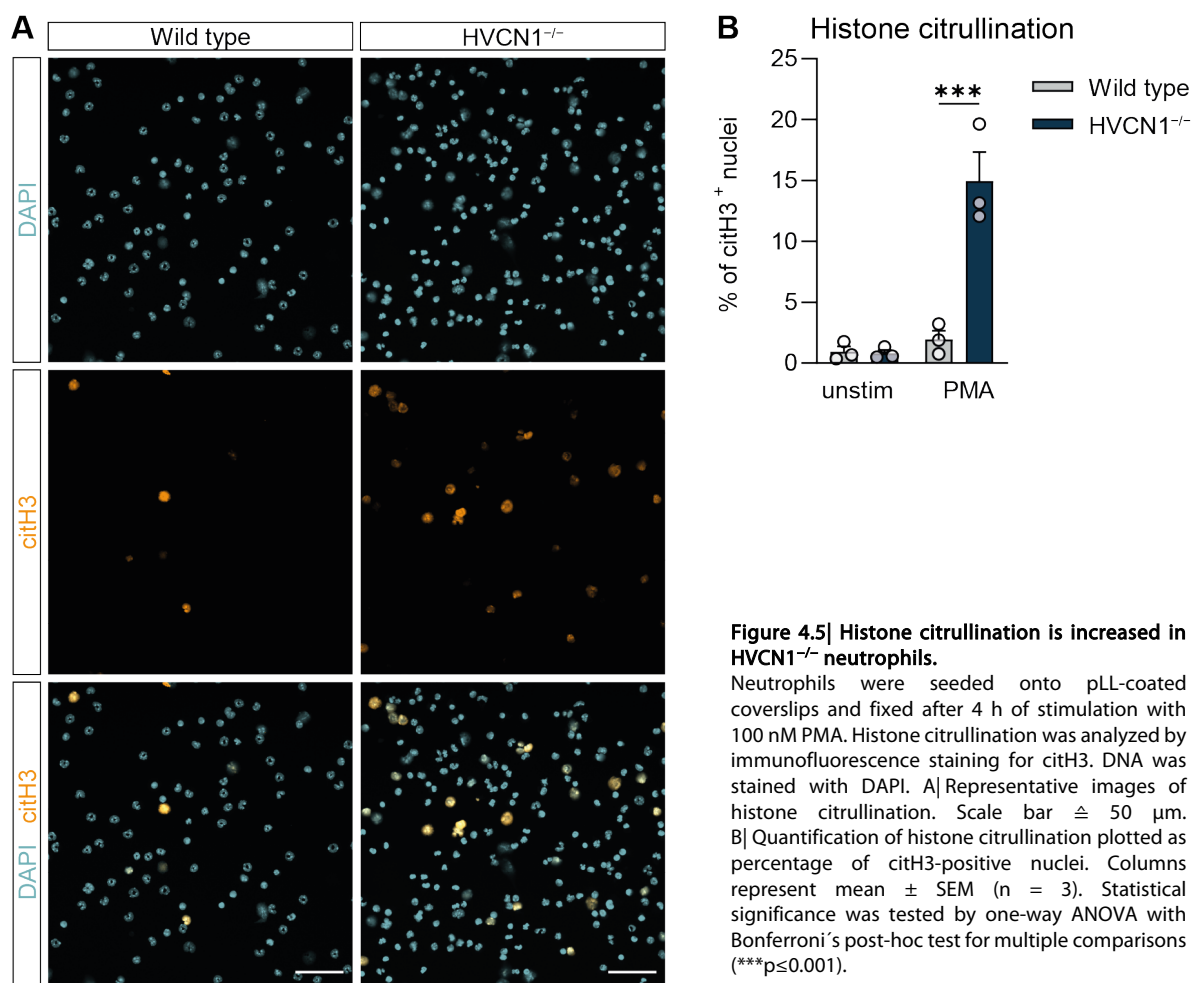 A
Wild type
HVCN1⁻/⁻
DAPI
citH3
DAPI citH3
B
Histone citrullination
% of citH3⁺ nuclei
25
20
15
10
5
0
***
unstim
PMA
Wild type
HVCN1⁻/⁻
Figure 4.5| Histone citrullination is increased in
HVCN1⁻/⁻ neutrophils.
Neutrophils were seeded onto pLL-coated
coverslips and fixed after 4 h of stimulation with
100 nM PMA. Histone citrullination was analyzed by
immunofluorescence staining for citH3. DNA was
stained with DAPI. A| Representative images of
histone citrullination. Scale bar ≙ 50 µm.
B| Quantification of histone citrullination plotted as
percentage of citH3-positive nuclei. Columns
represent mean ± SEM (n = 3). Statistical
significance was tested by one-way ANOVA with
Bonferroni´s post-hoc test for multiple comparisons
(***p≤0.001).